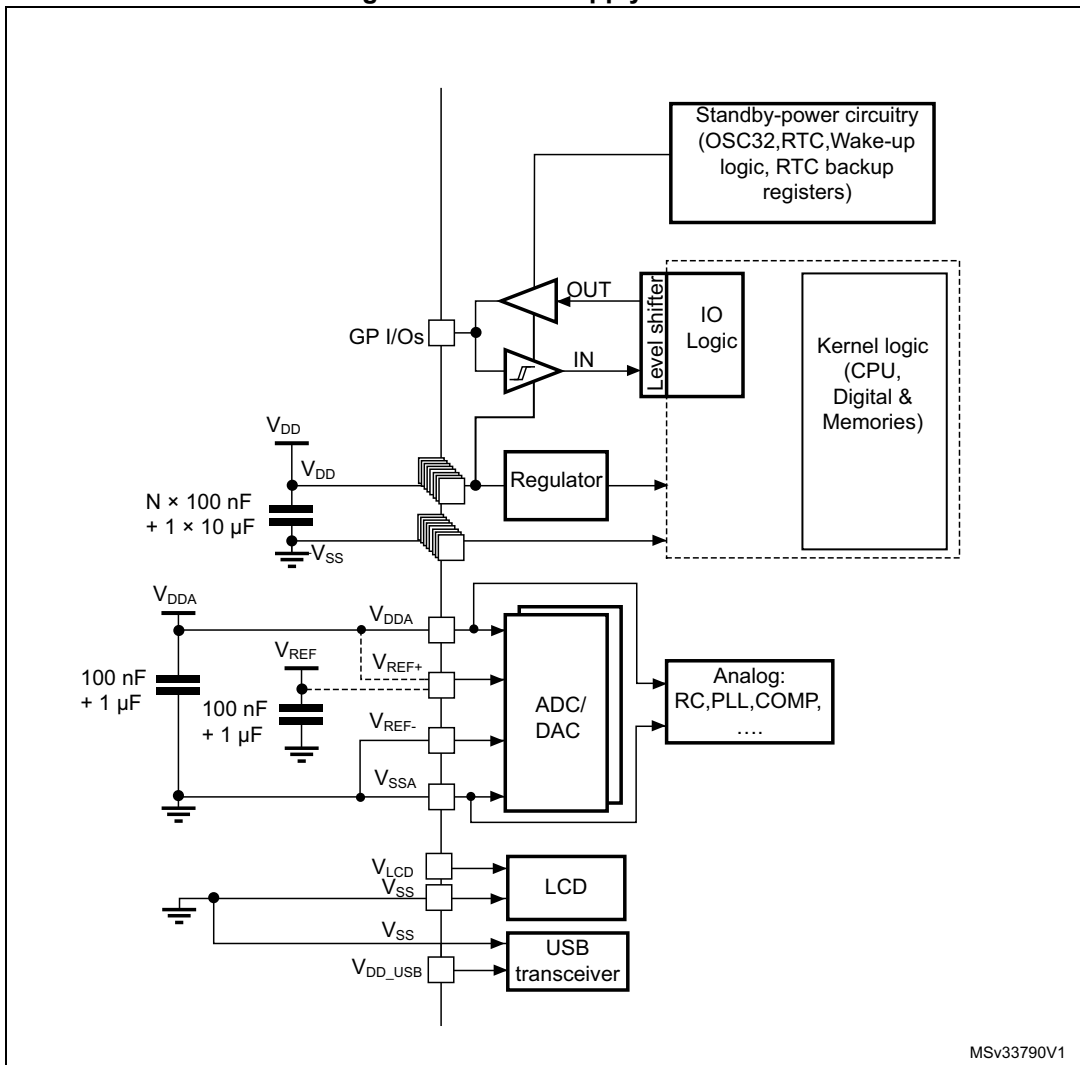 Standby-power circuitry
(OSC32,RTC,Wake-up
logic, RTC backup
registers)
OUT
Level shifter
IO
Logic
GP I/Os
IN
Kernel logic
(CPU,
Digital &
Memories)
VDD
VDD
Regulator
N × 100 nF
+ 1 × 10 µF
VSS
VDDA
VDDA
VREF
VREF+
100 nF
+ 1 µF
100 nF
+ 1 µF
VREF-
ADC/
DAC
Analog:
RC,PLL,COMP,
....
VSSA
VLCD
VSS
LCD
VSS
USB
transceiver
VDD_USB
MSv33790V1